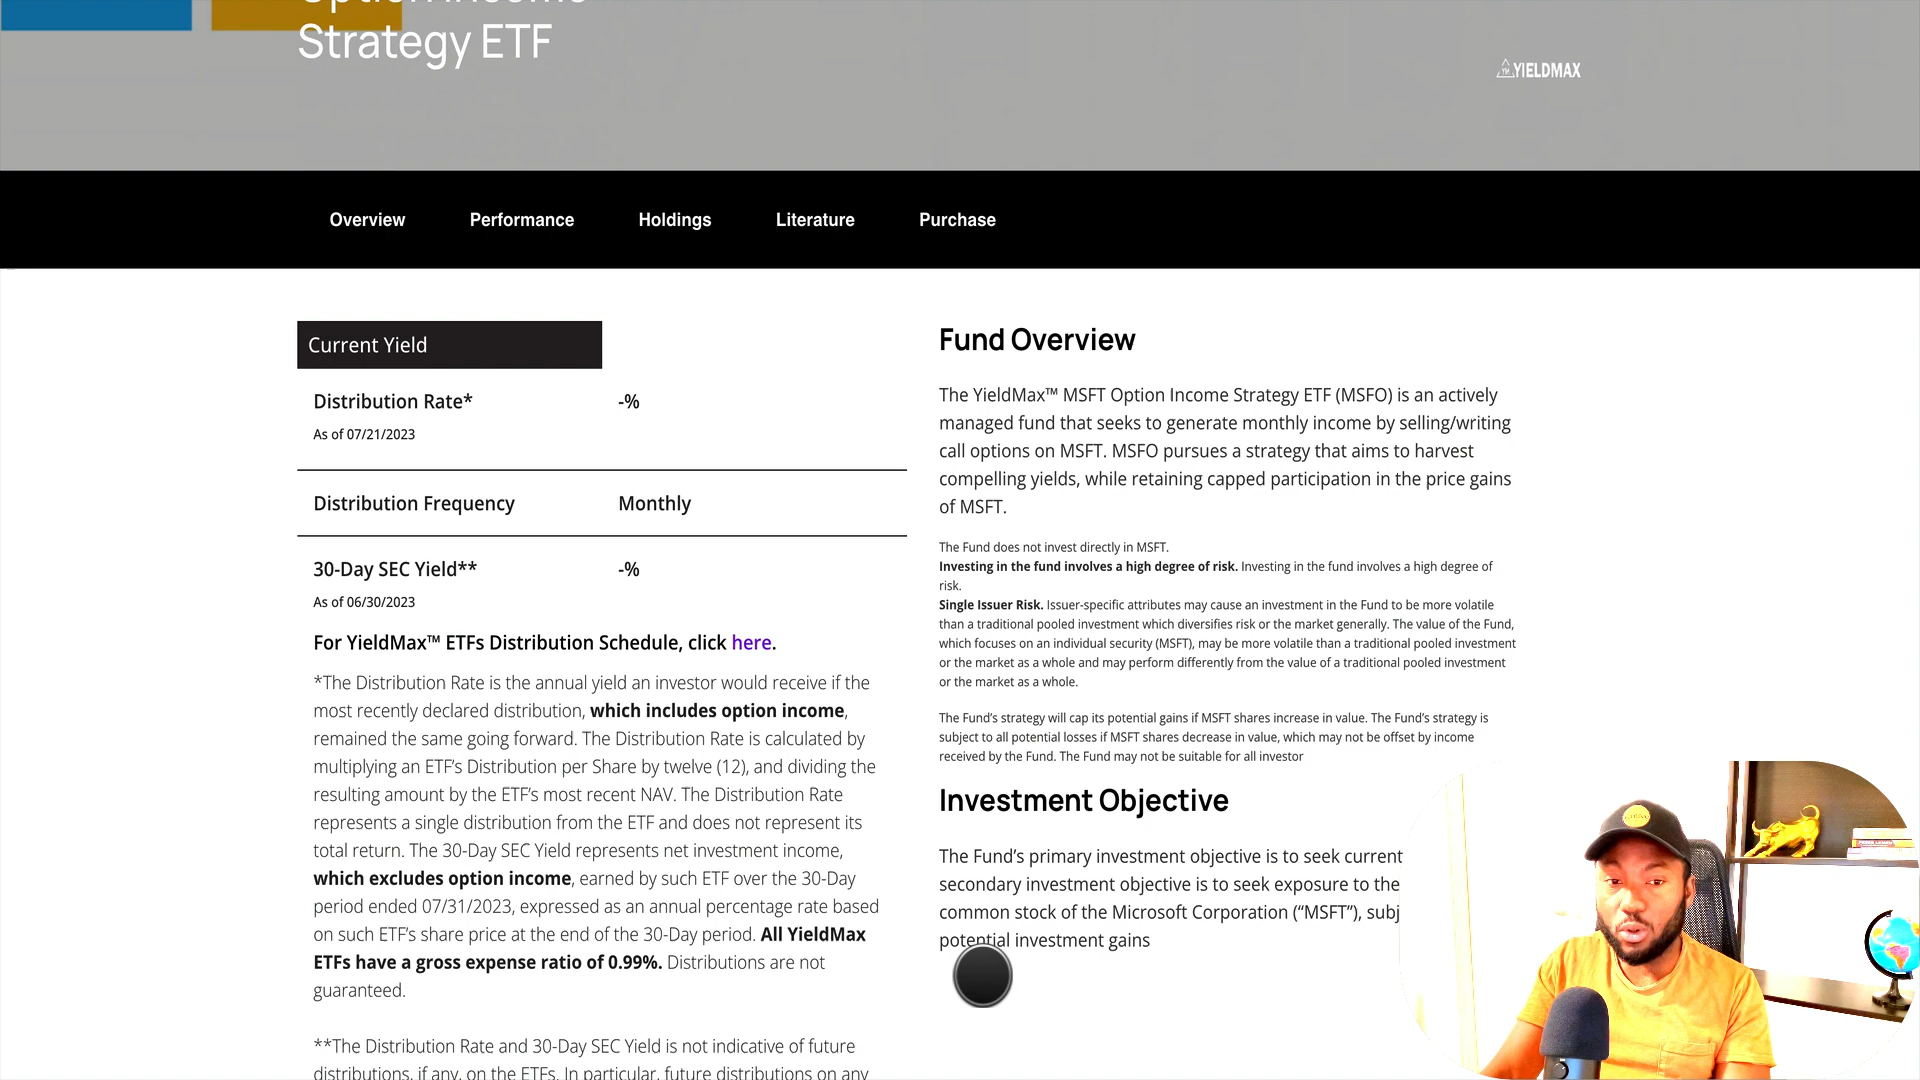 Option Income
Strategy ETF
YIELDMAX
Overview Performance Holdings Literature Purchase
Current Yield
Distribution Rate* -%
As of 07/21/2023
Distribution Frequency Monthly
30-Day SEC Yield** -%
As of 06/30/2023
For YieldMax™ ETFs Distribution Schedule, click here.
*The Distribution Rate is the annual yield an investor would receive if the
most recently declared distribution, which includes option income,
remained the same going forward. The Distribution Rate is calculated by
multiplying an ETF's Distribution per Share by twelve (12), and dividing the
resulting amount by the ETF's most recent NAV. The Distribution Rate
represents a single distribution from the ETF and does not represent its
total return. The 30-Day SEC Yield represents net investment income,
which excludes option income, earned by such ETF over the 30-Day
period ended 07/31/2023, expressed as an annual percentage rate based
on such ETF's share price at the end of the 30-Day period. All YieldMax
ETFs have a gross expense ratio of 0.99%. Distributions are not
guaranteed.
**The Distribution Rate and 30-Day SEC Yield is not indicative of future
distributions, if any, on the ETFs. In particular, future distributions on any
Fund Overview
The YieldMax™ MSFT Option Income Strategy ETF (MSFO) is an actively
managed fund that seeks to generate monthly income by selling/writing
call options on MSFT. MSFO pursues a strategy that aims to harvest
compelling yields, while retaining capped participation in the price gains
of MSFT.
The Fund does not invest directly in MSFT.
Investing in the fund involves a high degree of risk. Investing in the fund involves a high degree of
risk.
Single Issuer Risk. Issuer-specific attributes may cause an investment in the Fund to be more volatile
than a traditional pooled investment which diversifies risk or the market generally. The value of the Fund,
which focuses on an individual security (MSFT), may be more volatile than a traditional pooled investment
or the market as a whole and may perform differently from the value of a traditional pooled investment
or the market as a whole.
The Fund's strategy will cap its potential gains if MSFT shares increase in value. The Fund's strategy is
subject to all potential losses if MSFT shares decrease in value, which may not be offset by income
received by the Fund. The Fund may not be suitable for all investor
Investment Objective
The Fund's primary investment objective is to seek current
secondary investment objective is to seek exposure to the
common stock of the Microsoft Corporation ("MSFT"), subj
potential investment gains